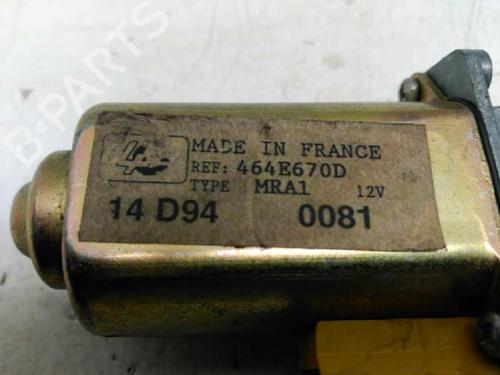 MADE IN FRANCE
REF: 464E670D
TYPE MRA1 12V
14 D94 0081
B-PARTS